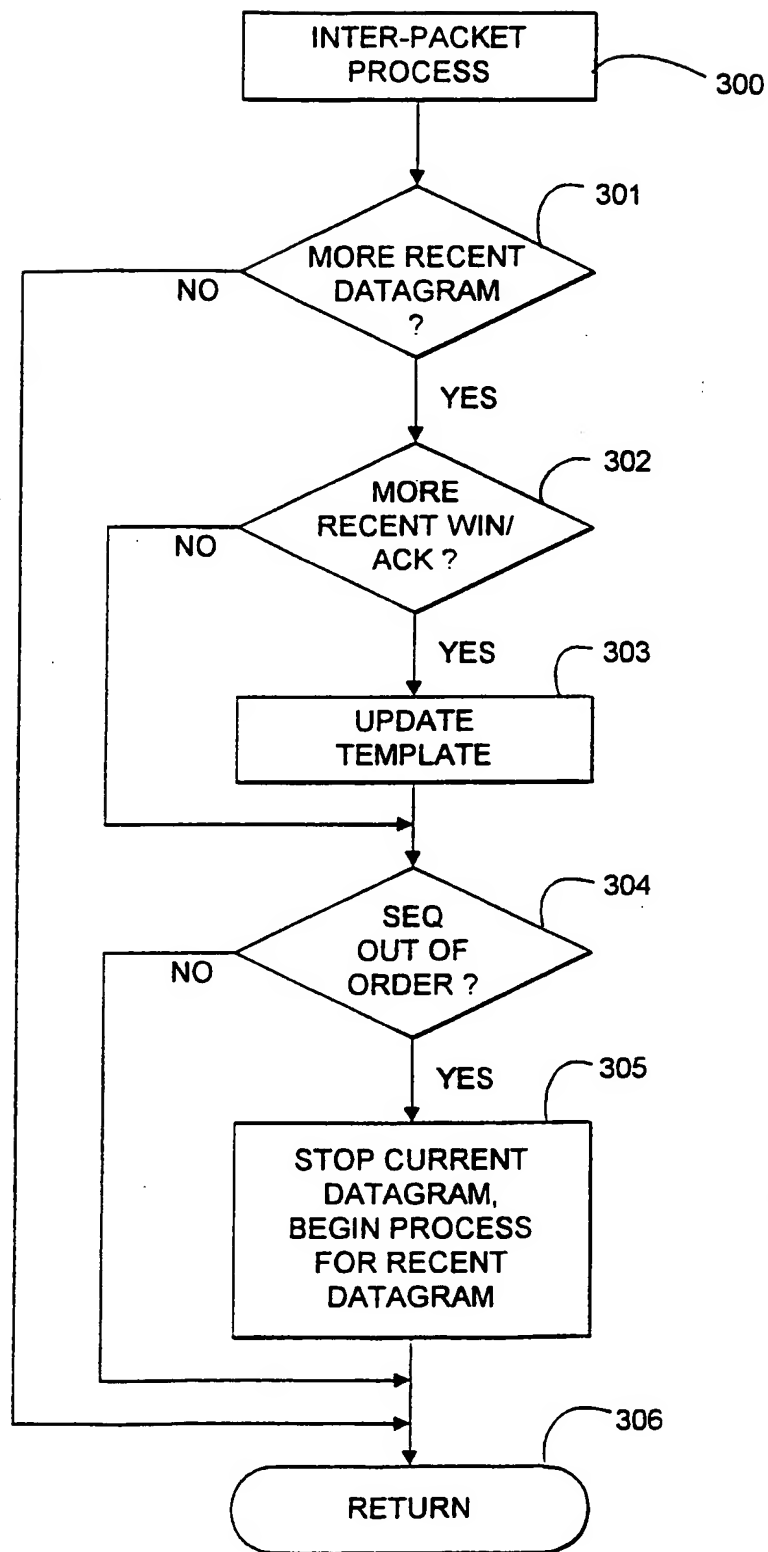 INTER-PACKET
PROCESS
300
301
MORE RECENT
DATAGRAM
?
NO
YES
302
MORE
RECENT WIN/
ACK ?
NO
YES
303
UPDATE
TEMPLATE
304
SEQ
OUT OF
ORDER ?
NO
YES
305
STOP CURRENT
DATAGRAM,
BEGIN PROCESS
FOR RECENT
DATAGRAM
306
RETURN